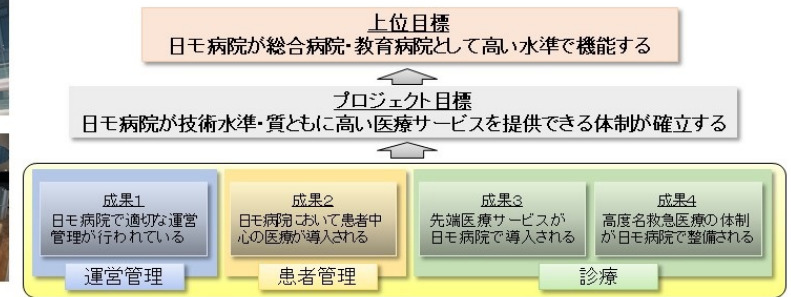 上位目標
日モ病院が総合病院・教育病院として高い水準で機能する
プロジェクト目標
日モ病院が技術水準・質ともに高い医療サービスを提供できる体制が確立する
成果1
日モ病院で適切な運営
管理が行われている
運営管理
成果2
日モ病院において患者中
心の医療が導入される
患者管理
成果3
先端医療サービスが
日モ病院で導入される
成果4
高度名救急医療の体制
が日モ病院で整備される
診療